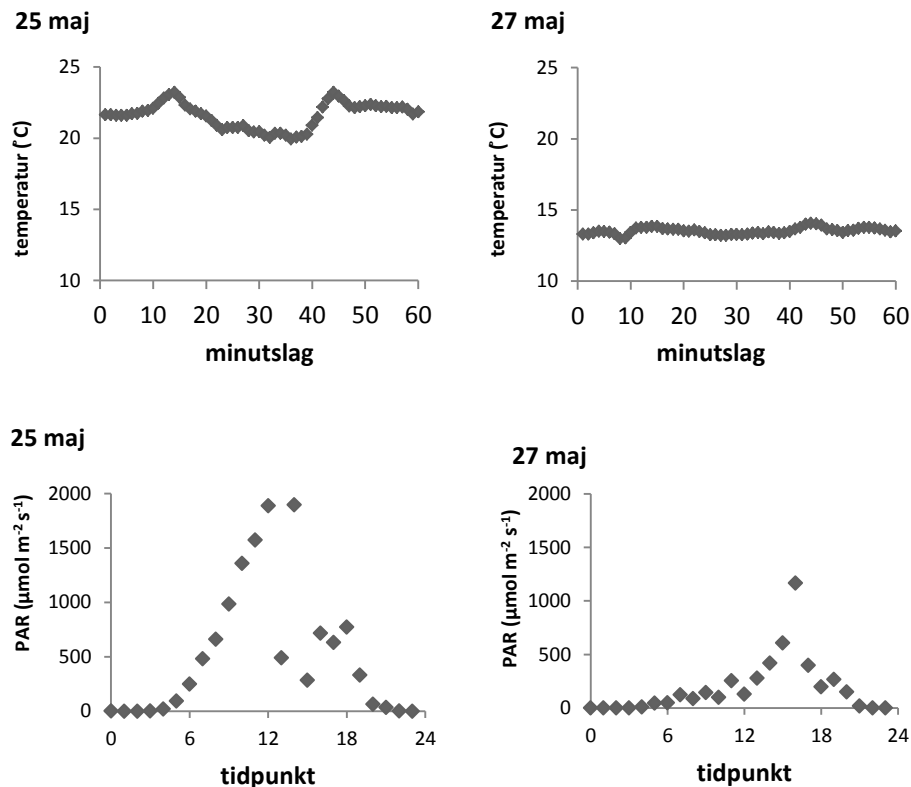 25 maj
27 maj
25
20
15
10
temperatur (°C)
0 10 20 30 40 50 60
minutslag
25
20
15
10
temperatur (°C)
0 10 20 30 40 50 60
minutslag
25 maj
27 maj
2000
1500
1000
500
0
PAR (µmol m⁻² s⁻¹)
0 6 12 18 24
tidpunkt
2000
1500
1000
500
0
PAR (µmol m⁻² s⁻¹)
0 6 12 18 24
tidpunkt